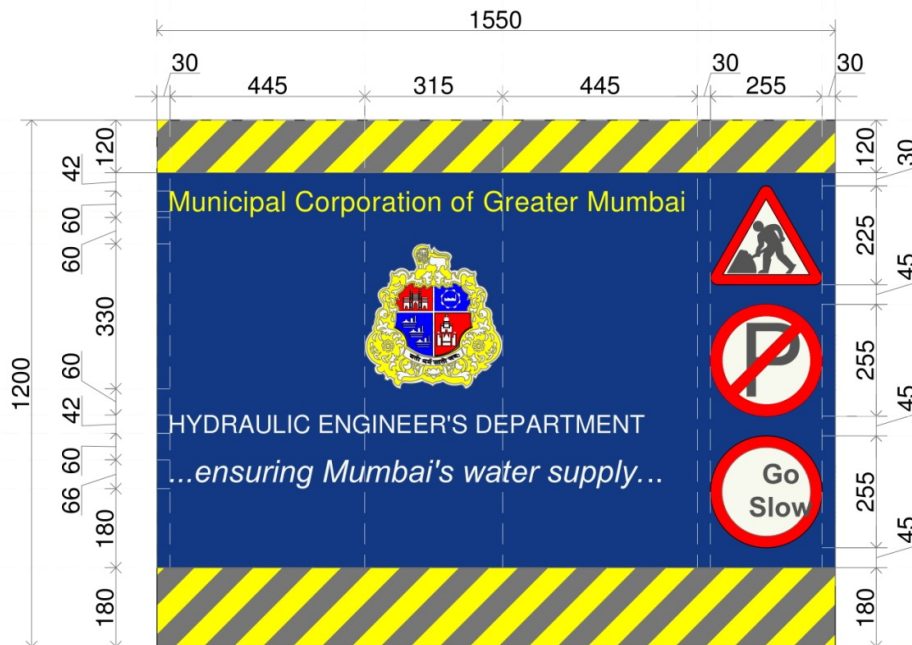 1550
30 30 30
445 315 445 255
120 120
42 30
Municipal Corporation of Greater Mumbai
60
60
225
45
330
P
255
60
1200
42
45
HYDRAULIC ENGINEER'S DEPARTMENT
60
...ensuring Mumbai's water supply...
66
Go
Slow
255
180
45
180 180